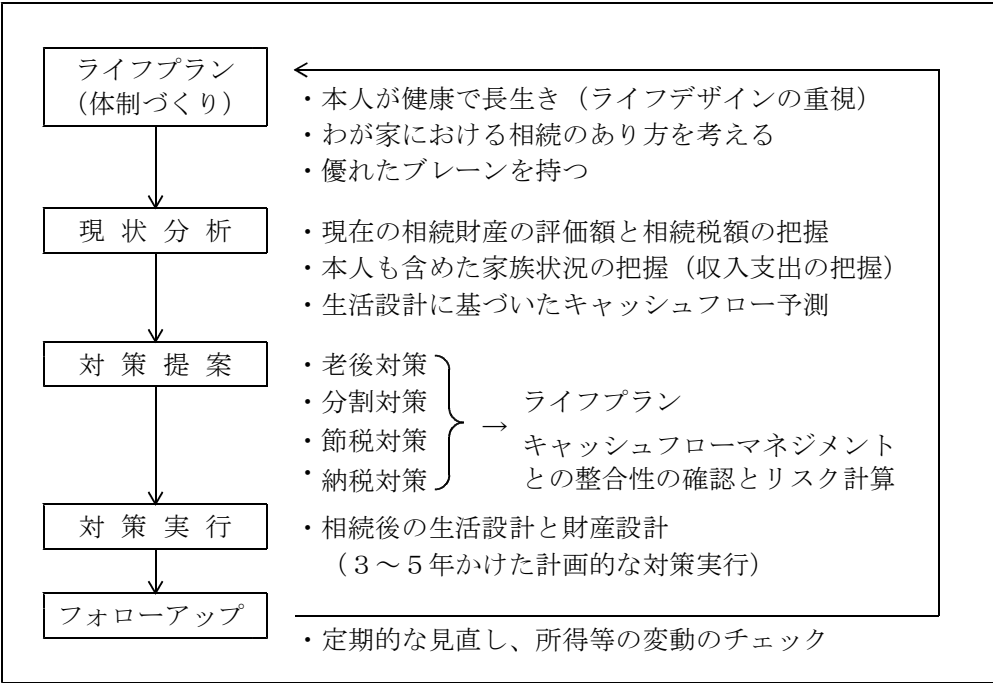 ライフプラン
(体制づくり)
・本人が健康で長生き(ライフデザインの重視)
・わが家における相続のあり方を考える
・優れたブレーンを持つ
現 状 分 析
・現在の相続財産の評価額と相続税額の把握
・本人も含めた家族状況の把握(収入支出の把握)
・生活設計に基づいたキャッシュフロー予測
対 策 提 案
・老後対策
・分割対策
・節税対策
・納税対策
→
ライフプラン
キャッシュフローマネジメント
との整合性の確認とリスク計算
対 策 実 行
・相続後の生活設計と財産設計
(3~5年かけた計画的な対策実行)
フォローアップ
・定期的な見直し、所得等の変動のチェック